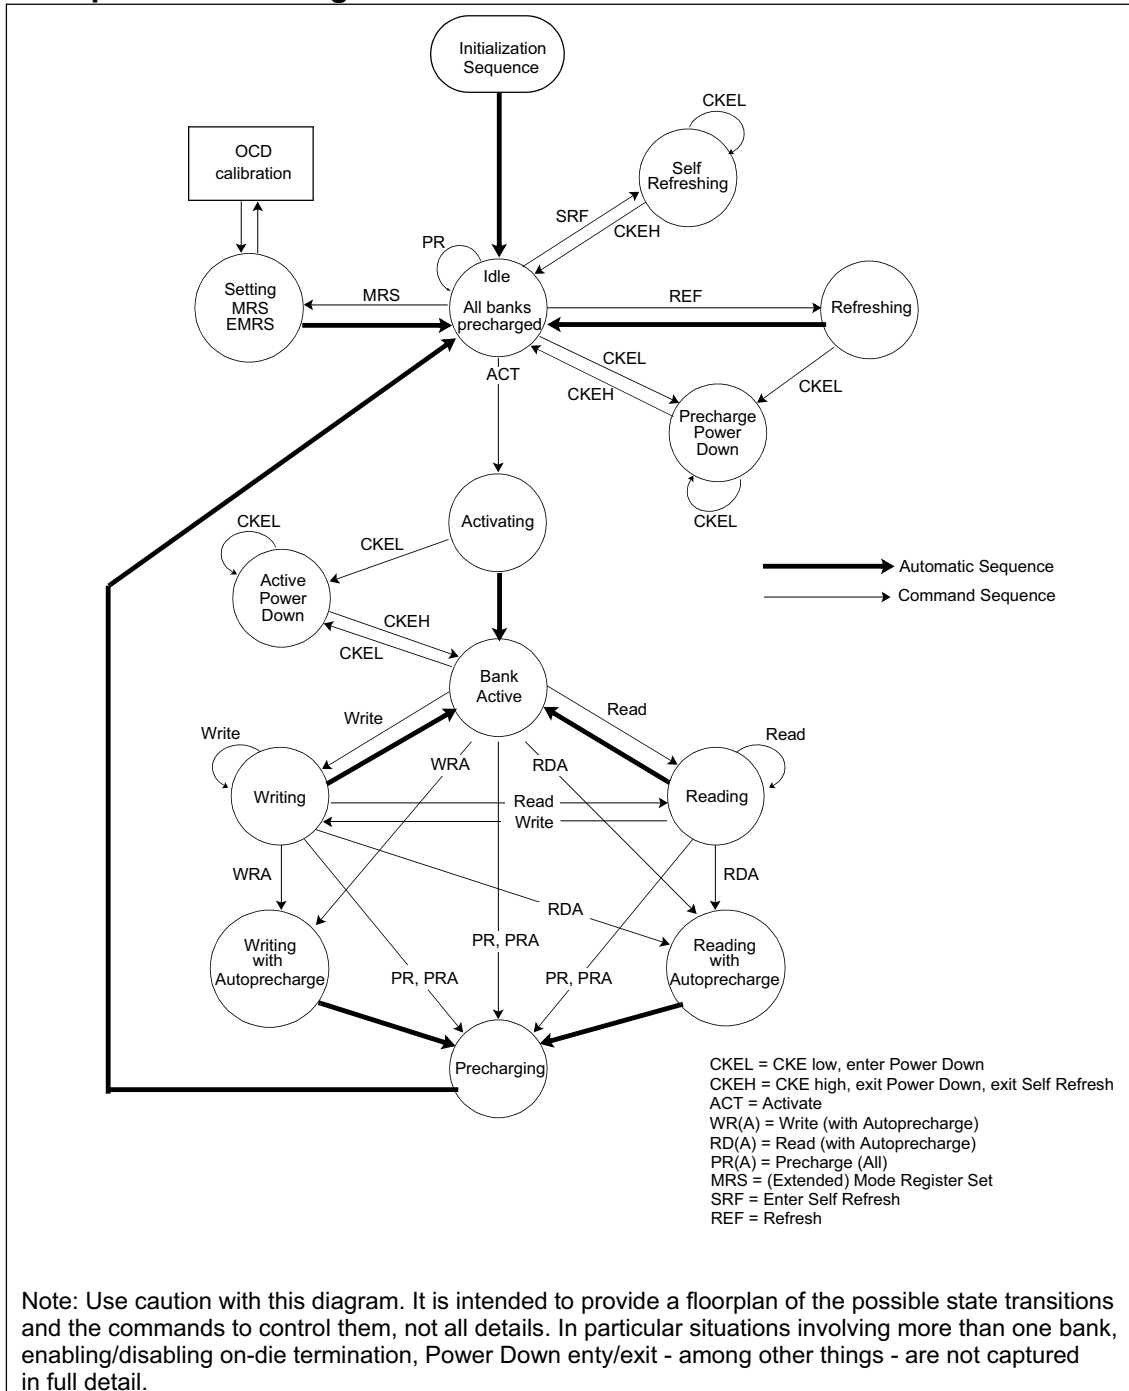 Initialization
Sequence
CKEL
OCD
calibration
Self
Refreshing
SRF
CKEH
PR
Idle
All banks
precharged
Setting
MRS
EMRS
MRS
REF
Refreshing
CKEL
CKEH
CKEL
ACT
Precharge
Power
Down
CKEL
Activating
CKEL
CKEL
Active
Power
Down
Automatic Sequence
Command Sequence
CKEH
CKEL
Bank
Active
Write
Read
Write
Read
WRA
RDA
Writing
Reading
Read
Write
WRA
RDA
RDA
Writing
with
Autoprecharge
PR, PRA
Reading
with
Autoprecharge
PR, PRA
PR, PRA
Precharging
CKEL = CKE low, enter Power Down
CKEH = CKE high, exit Power Down, exit Self Refresh
ACT = Activate
WR(A) = Write (with Autoprecharge)
RD(A) = Read (with Autoprecharge)
PR(A) = Precharge (All)
MRS = (Extended) Mode Register Set
SRF = Enter Self Refresh
REF = Refresh
Note: Use caution with this diagram. It is intended to provide a floorplan of the possible state transitions
and the commands to control them, not all details. In particular situations involving more than one bank,
enabling/disabling on-die termination, Power Down enty/exit - among other things - are not captured
in full detail.